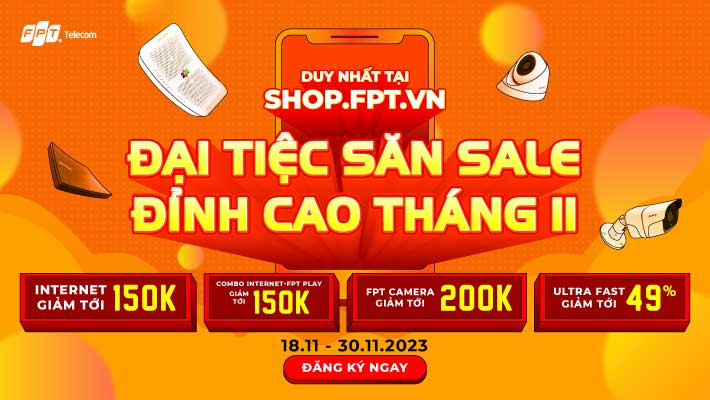 FPT Telecom
DUY NHẤT TẠI
SHOP.FPT.VN
ĐẠI TIỆC SĂN SALE
ĐỈNH CAO THÁNG 11
INTERNET
GIẢM TỚI 150K
COMBO INTERNET-FPT PLAY
GIẢM TỚI 150K
FPT CAMERA
GIẢM TỚI 200K
ULTRA FAST
GIẢM TỚI 49%
18.11 - 30.11.2023
ĐĂNG KÝ NGAY